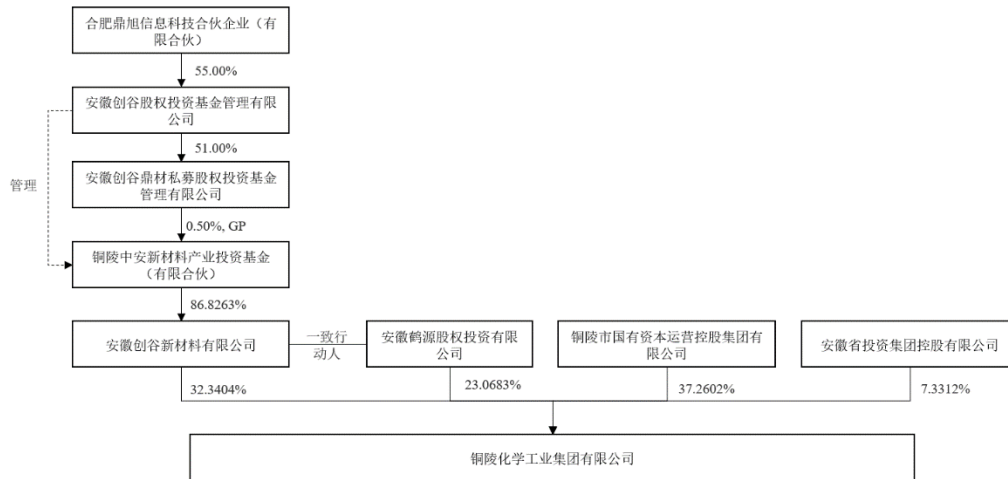 合肥鼎旭信息科技合伙企业（有
限合伙）
55.00%
安徽创谷股权投资基金管理有限
公司
51.00%
管理
安徽创谷鼎材私募股权投资基金
管理有限公司
0.50%, GP
铜陵中安新材料产业投资基金
（有限合伙）
86.8263%
安徽创谷新材料有限公司
一致行
动人
安徽鹤源股权投资有限
公司
铜陵市国有资本运营控股集团有
限公司
安徽省投资集团控股有限公司
32.3404%
23.0683%
37.2602%
7.3312%
铜陵化学工业集团有限公司